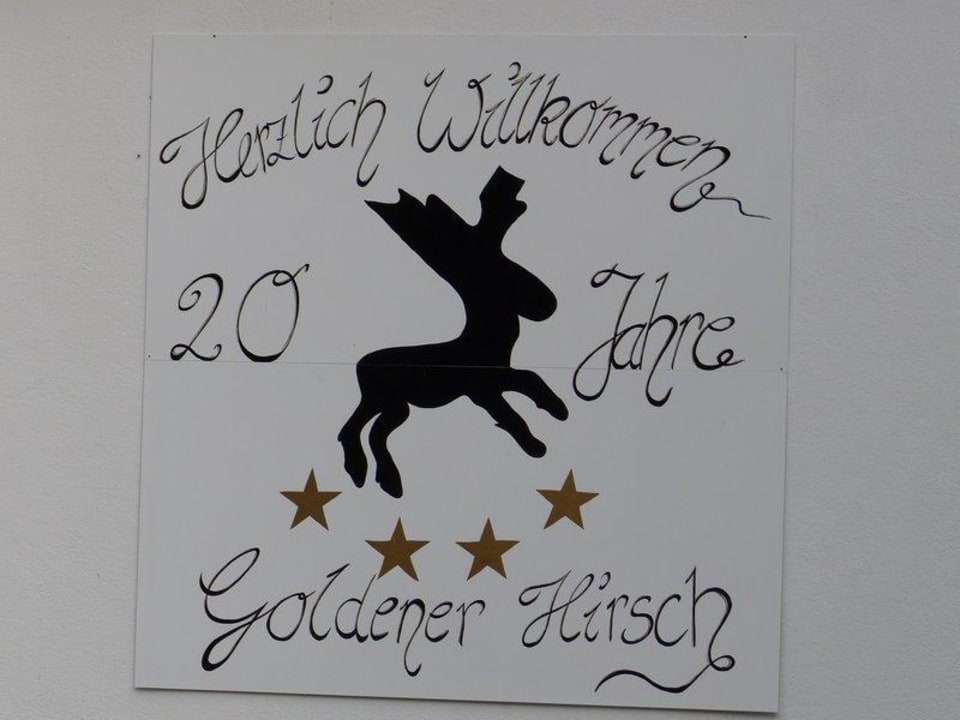 Herzlich Willkommen
20 Jahre
Goldener Hirsch